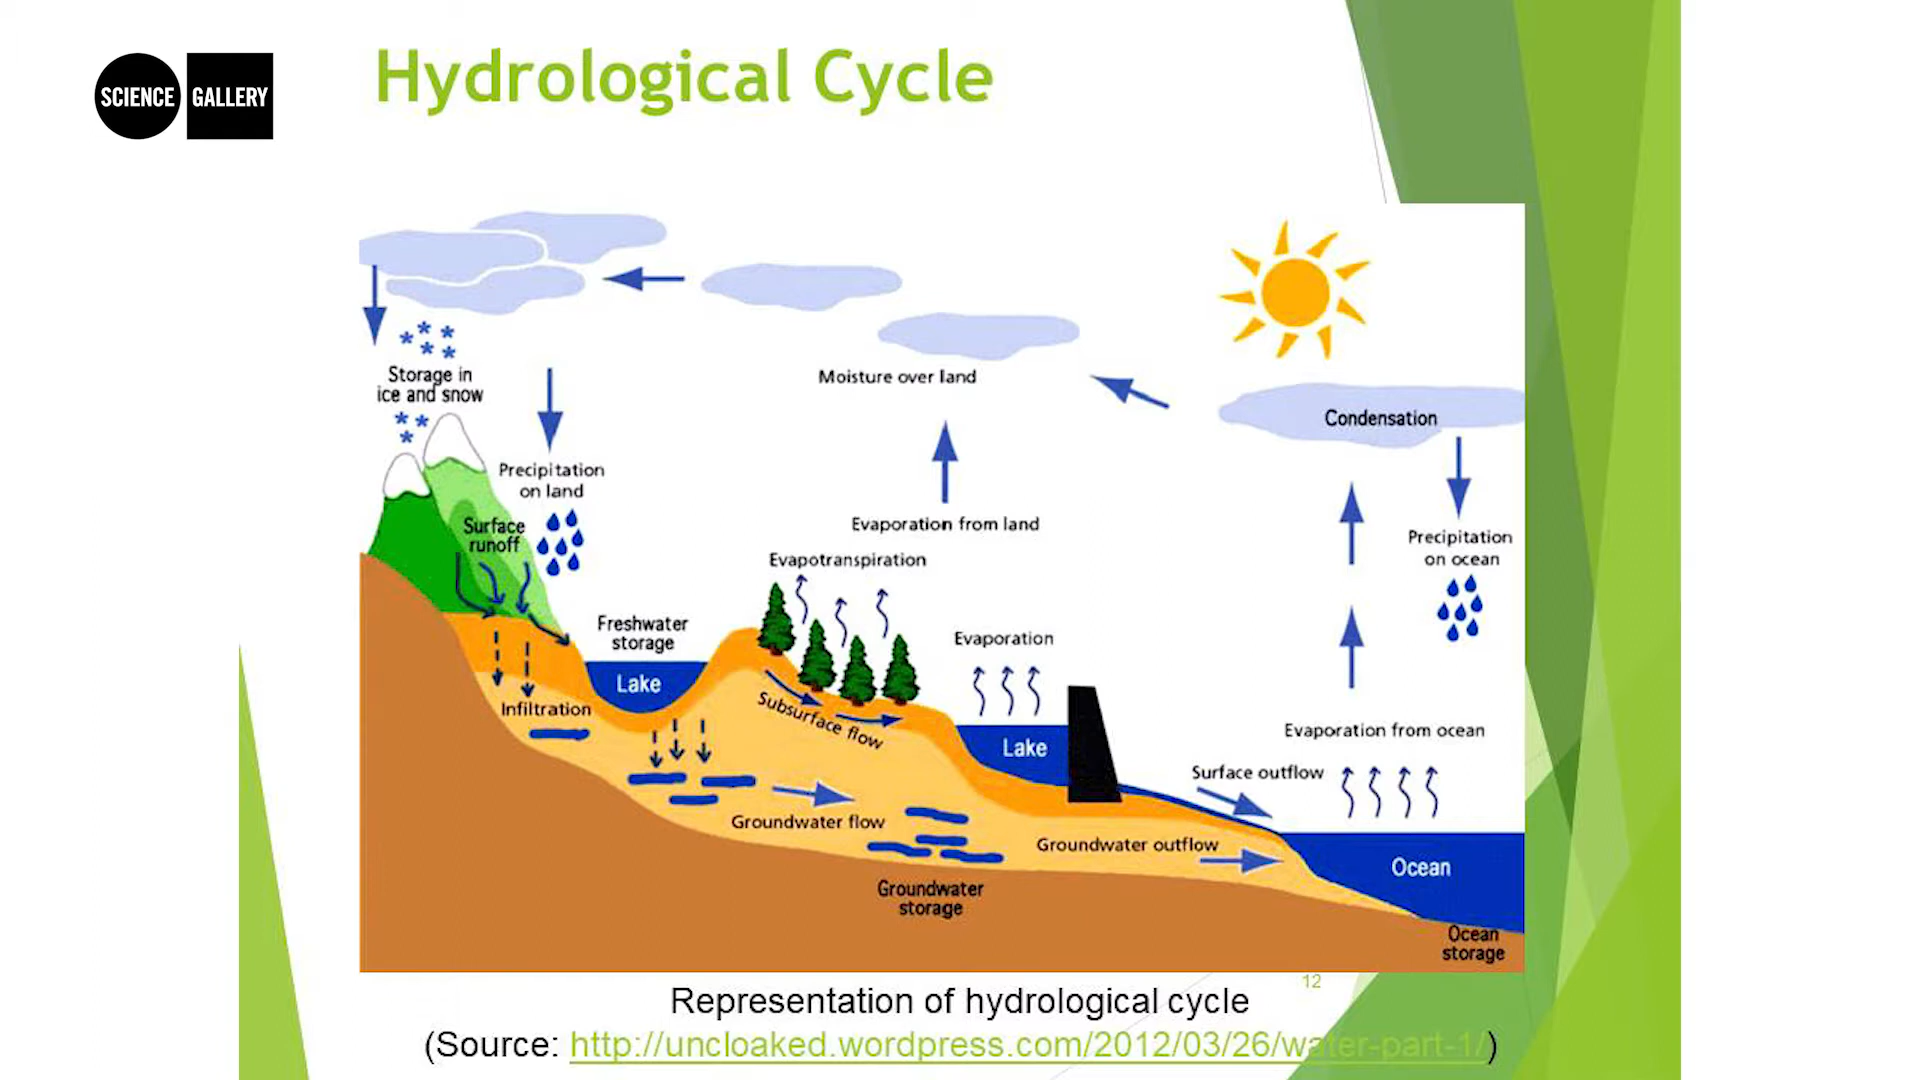 SCIENCE GALLERY
Hydrological Cycle
Storage in
ice and snow
Moisture over land
Condensation
Precipitation
on land
Surface
runoff
Evaporation from land
Evapotranspiration
Precipitation
on ocean
Freshwater
storage
Lake
Evaporation
Infiltration
Subsurface flow
Lake
Evaporation from ocean
Surface outflow
Groundwater flow
Groundwater outflow
Ocean
Groundwater
storage
Ocean
storage
12
Representation of hydrological cycle
(Source: http://uncloaked.wordpress.com/2012/03/26/water-part-1/)